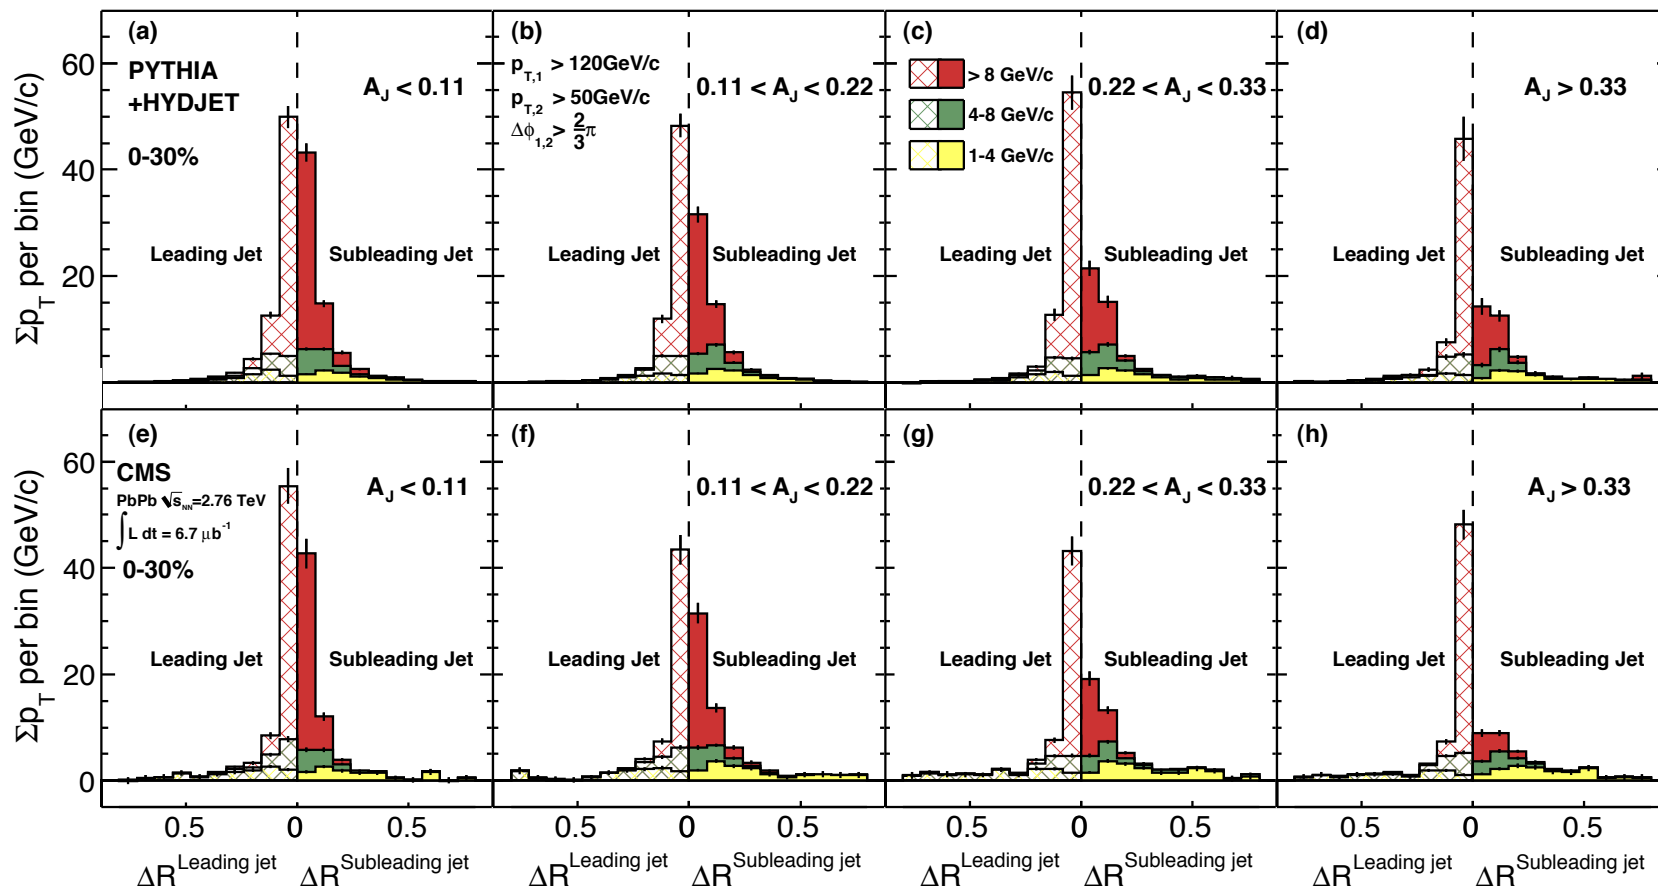 (a)
PYTHIA
+HYDJET
0-30%
A_J < 0.11
Leading Jet
Subleading Jet
(b)
p_{T,1} > 120GeV/c
p_{T,2} > 50GeV/c
Δϕ_{1,2} > 2/3 π
0.11 < A_J < 0.22
Leading Jet
Subleading Jet
(c)
> 8 GeV/c
4-8 GeV/c
1-4 GeV/c
0.22 < A_J < 0.33
Leading Jet
Subleading Jet
(d)
A_J > 0.33
Leading Jet
Subleading Jet
Σp_T per bin (GeV/c)
60
40
20
(e)
CMS
PbPb √s_{NN}=2.76 TeV
∫ L dt = 6.7 μb^{-1}
0-30%
A_J < 0.11
Leading Jet
Subleading Jet
(f)
0.11 < A_J < 0.22
Leading Jet
Subleading Jet
(g)
0.22 < A_J < 0.33
Leading Jet
Subleading Jet
(h)
A_J > 0.33
Leading Jet
Subleading Jet
Σp_T per bin (GeV/c)
60
40
20
0
0.5 0 0.5 0.5 0 0.5 0.5 0 0.5 0.5 0 0.5
ΔR^{Leading jet} ΔR^{Subleading jet} ΔR^{Leading jet} ΔR^{Subleading jet} ΔR^{Leading jet} ΔR^{Subleading jet} ΔR^{Leading jet} ΔR^{Subleading jet}